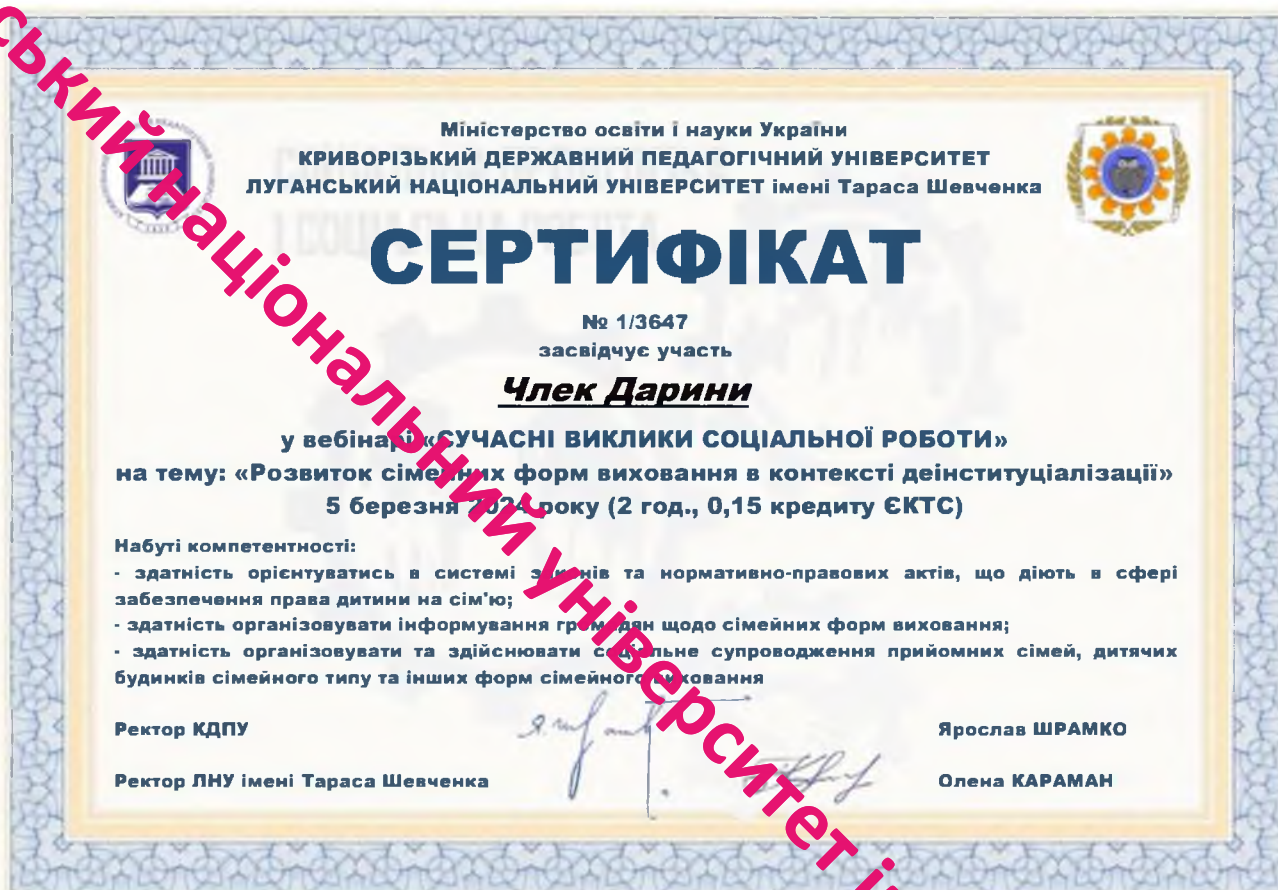 Міністерство освіти і науки України
КРИВОРІЗЬКИЙ ДЕРЖАВНИЙ ПЕДАГОГІЧНИЙ УНІВЕРСИТЕТ
ЛУГАНСЬКИЙ НАЦІОНАЛЬНИЙ УНІВЕРСИТЕТ імені Тараса Шевченка
СЕРТИФІКАТ
№ 1/3647
засвідчує участь
Члек Дарини
у вебінарі «СУЧАСНІ ВИКЛИКИ СОЦІАЛЬНОЇ РОБОТИ»
на тему: «Розвиток сімейних форм виховання в контексті деінституціалізації»
5 березня 2024 року (2 год., 0,15 кредиту ЄКТС)
Набуті компетентності:
- здатність орієнтуватись в системі законів та нормативно-правових актів, що діють в сфері
забезпечення права дитини на сім'ю;
- здатність організовувати інформування громадян щодо сімейних форм виховання;
- здатність організовувати та здійснювати соціальне супроводження прийомних сімей, дитячих
будинків сімейного типу та інших форм сімейного виховання
Ректор КДПУ Ярослав ШРАМКО
Ректор ЛНУ імені Тараса Шевченка Олена КАРАМАН
ський національний університет і